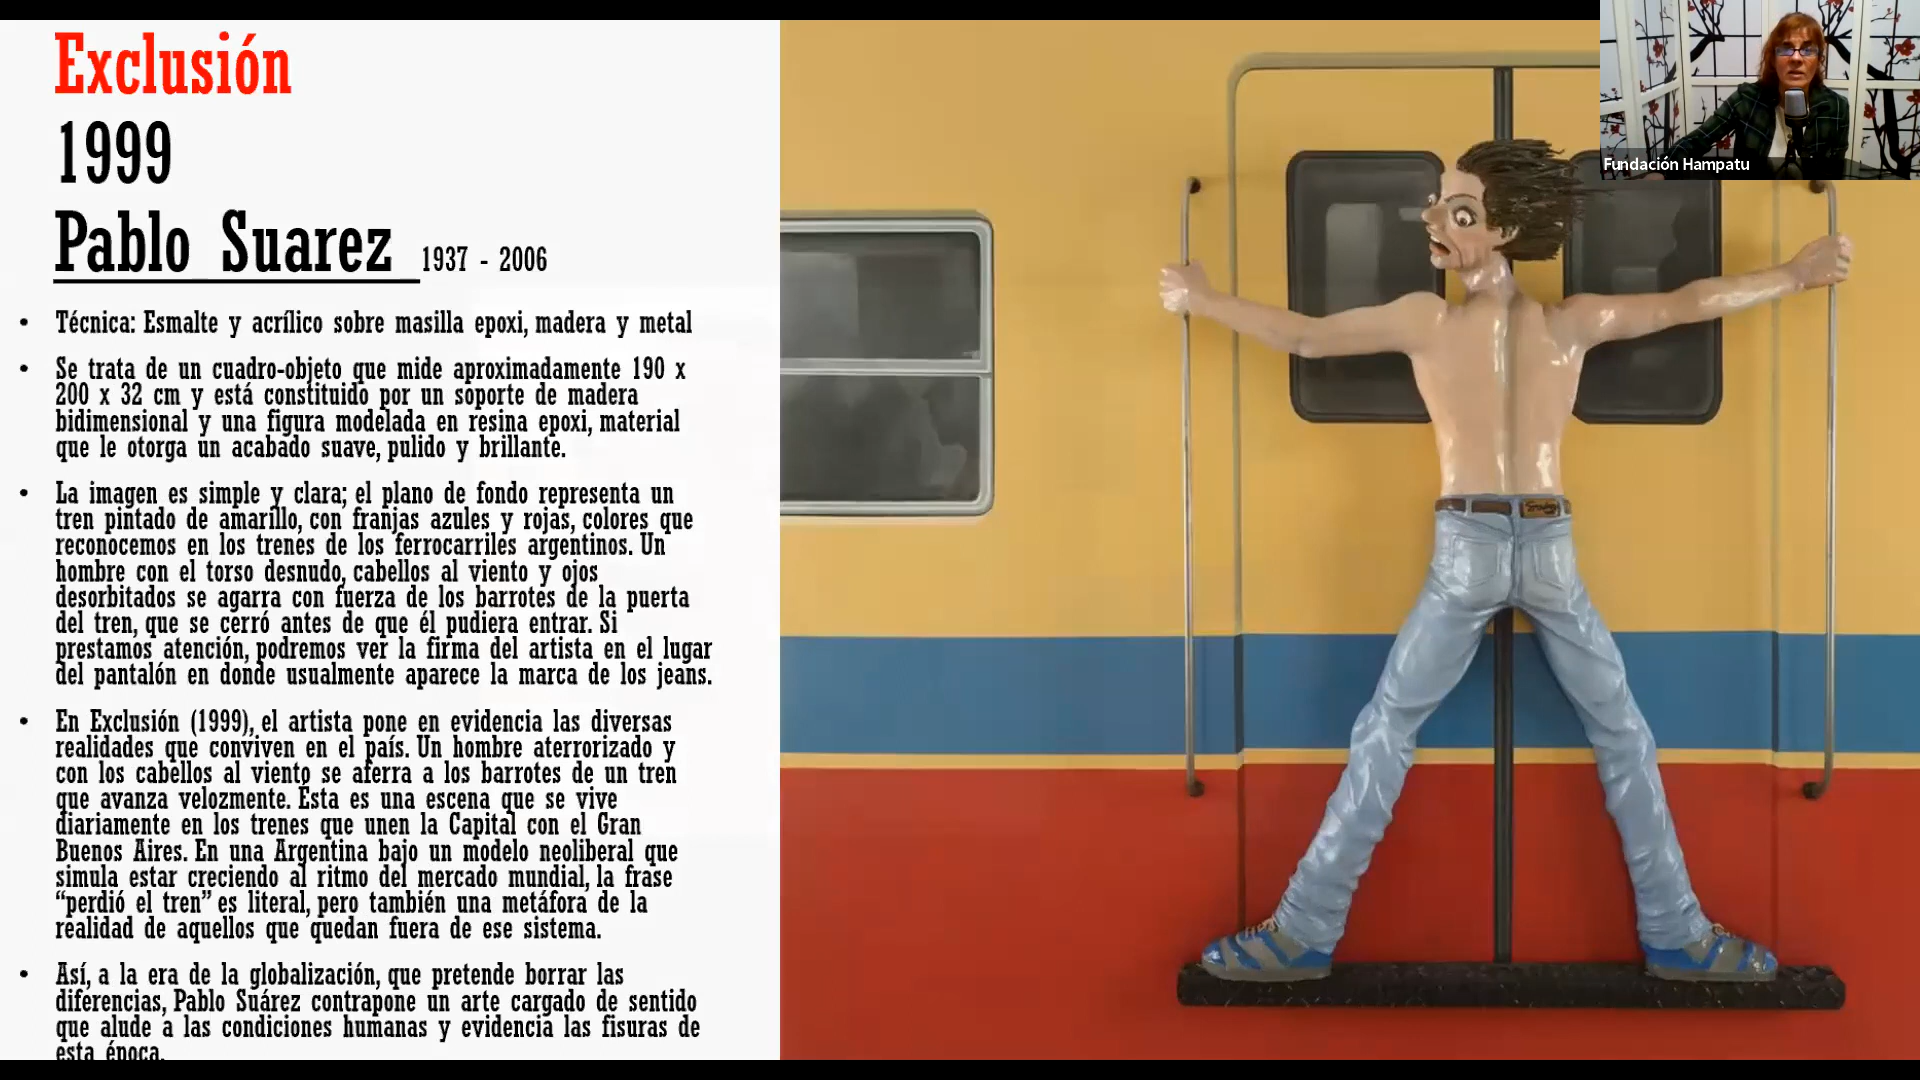 Exclusión
1999
Pablo Suarez 1937 - 2006
• Técnica: Esmalte y acrílico sobre masilla epoxi, madera y metal
• Se trata de un cuadro-objeto que mide aproximadamente 190 x
200 x 32 cm y está constituido por un soporte de madera
bidimensional y una figura modelada en resina epoxi, material
que le otorga un acabado suave, pulido y brillante.
• La imagen es simple y clara; el plano de fondo representa un
tren pintado de amarillo, con franjas azules y rojas, colores que
reconocemos en los trenes de los ferrocarriles argentinos. Un
hombre con el torso desnudo, cabellos al viento y ojos
desorbitados se agarra con fuerza de los barrotes de la puerta
del tren, que se cerró antes de que él pudiera entrar. Si
prestamos atención, podremos ver la firma del artista en el lugar
del pantalón en donde usualmente aparece la marca de los jeans.
• En Exclusión (1999), el artista pone en evidencia las diversas
realidades que conviven en el país. Un hombre aterrorizado y
con los cabellos al viento se aferra a los barrotes de un tren
que avanza velozmente. Ésta es una escena que se vive
diariamente en los trenes que unen la Capital con el Gran
Buenos Aires. En una Argentina bajo un modelo neoliberal que
simula estar creciendo al ritmo del mercado mundial, la frase
“perdió el tren” es literal, pero también una metáfora de la
realidad de aquellos que quedan fuera de ese sistema.
• Así, a la era de la globalización, que pretende borrar las
diferencias, Pablo Suárez contrapone un arte cargado de sentido
que alude a las condiciones humanas y evidencia las fisuras de
esta época.
Fundación Hampatu